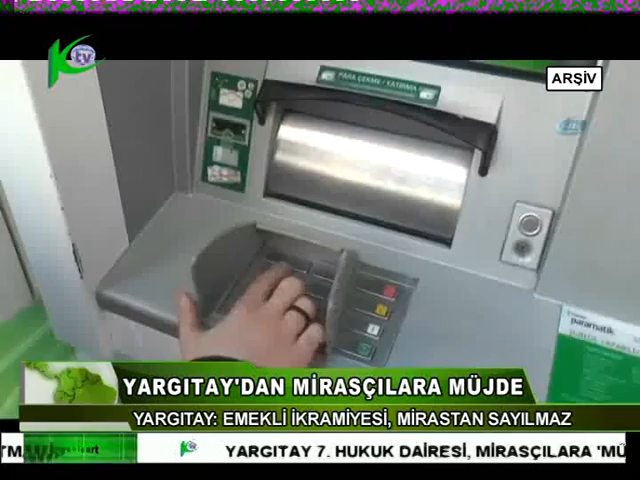 K TV
ARŞİV
PARA ÇEKME / YATIRMA
paramatik
YARGITAY'DAN MİRASÇILARA MÜJDE
YARGITAY: EMEKLİ İKRAMİYESİ, MİRASTAN SAYILMAZ
YARGITAY 7. HUKUK DAİRESİ, MİRASÇILARA 'MÜ